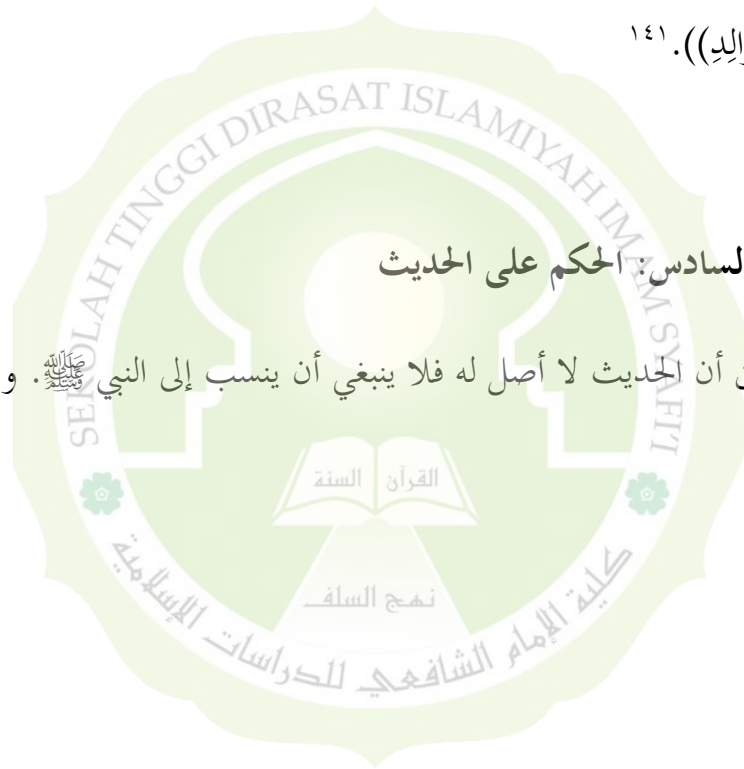 الِدِ)).١٤١
لسادس: الحكم على الحديث
أن الحديث لا أصل له فلا ينبغي أن ينسب إلى النبي ﷺ. و
SEKOLAH TINGGI DIRASAT ISLAMIYAH IMAM SYAFI'I
القرآن السنة
نهج السلف
كلية الإمام الشافعي للدراسات الإسلامية